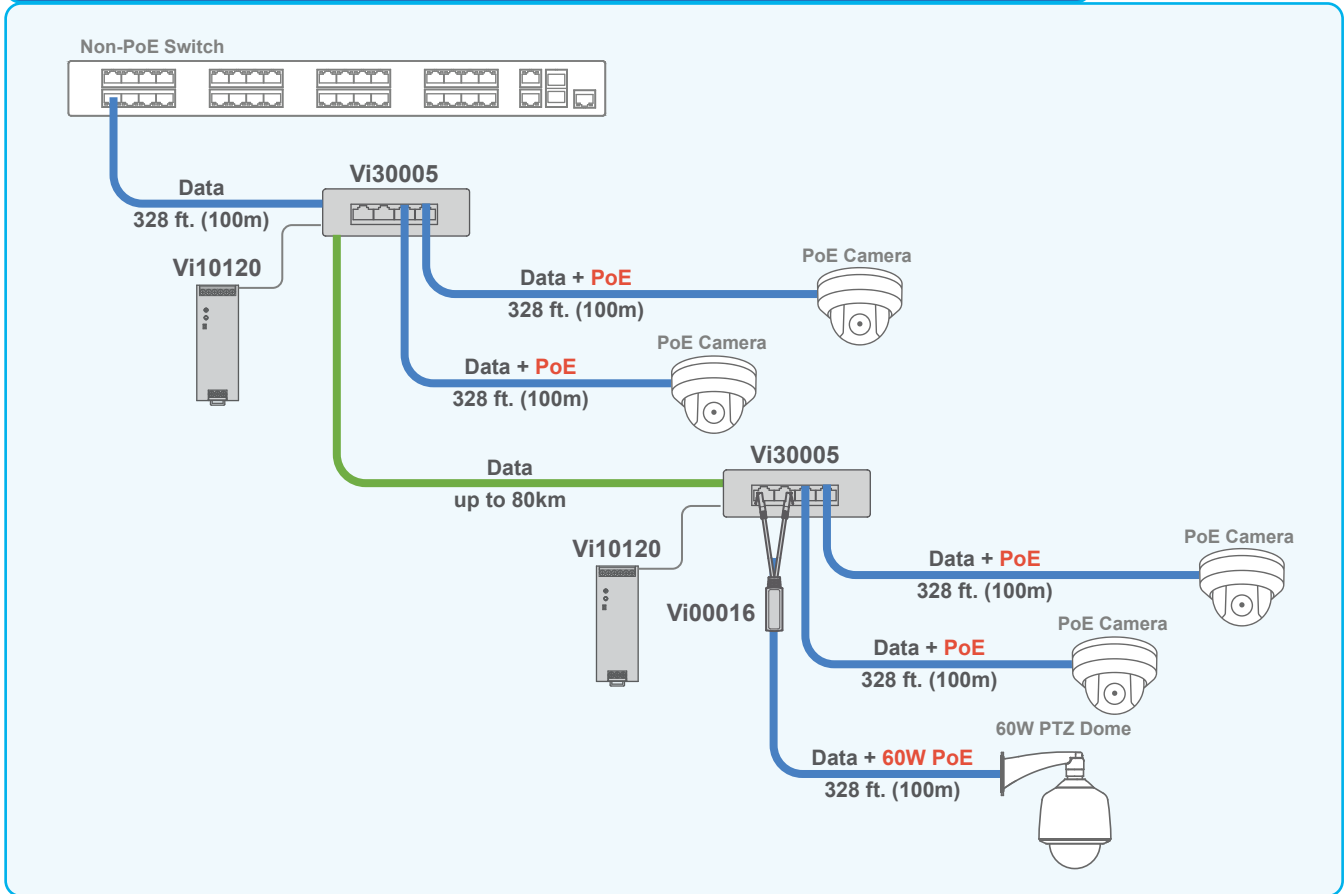 Non-PoE Switch
Vi30005
Data
328 ft. (100m)
Vi10120
PoE Camera
Data + PoE
328 ft. (100m)
PoE Camera
Data + PoE
328 ft. (100m)
Vi30005
Data
up to 80km
Vi10120
PoE Camera
Data + PoE
328 ft. (100m)
Vi00016
PoE Camera
Data + PoE
328 ft. (100m)
60W PTZ Dome
Data + 60W PoE
328 ft. (100m)